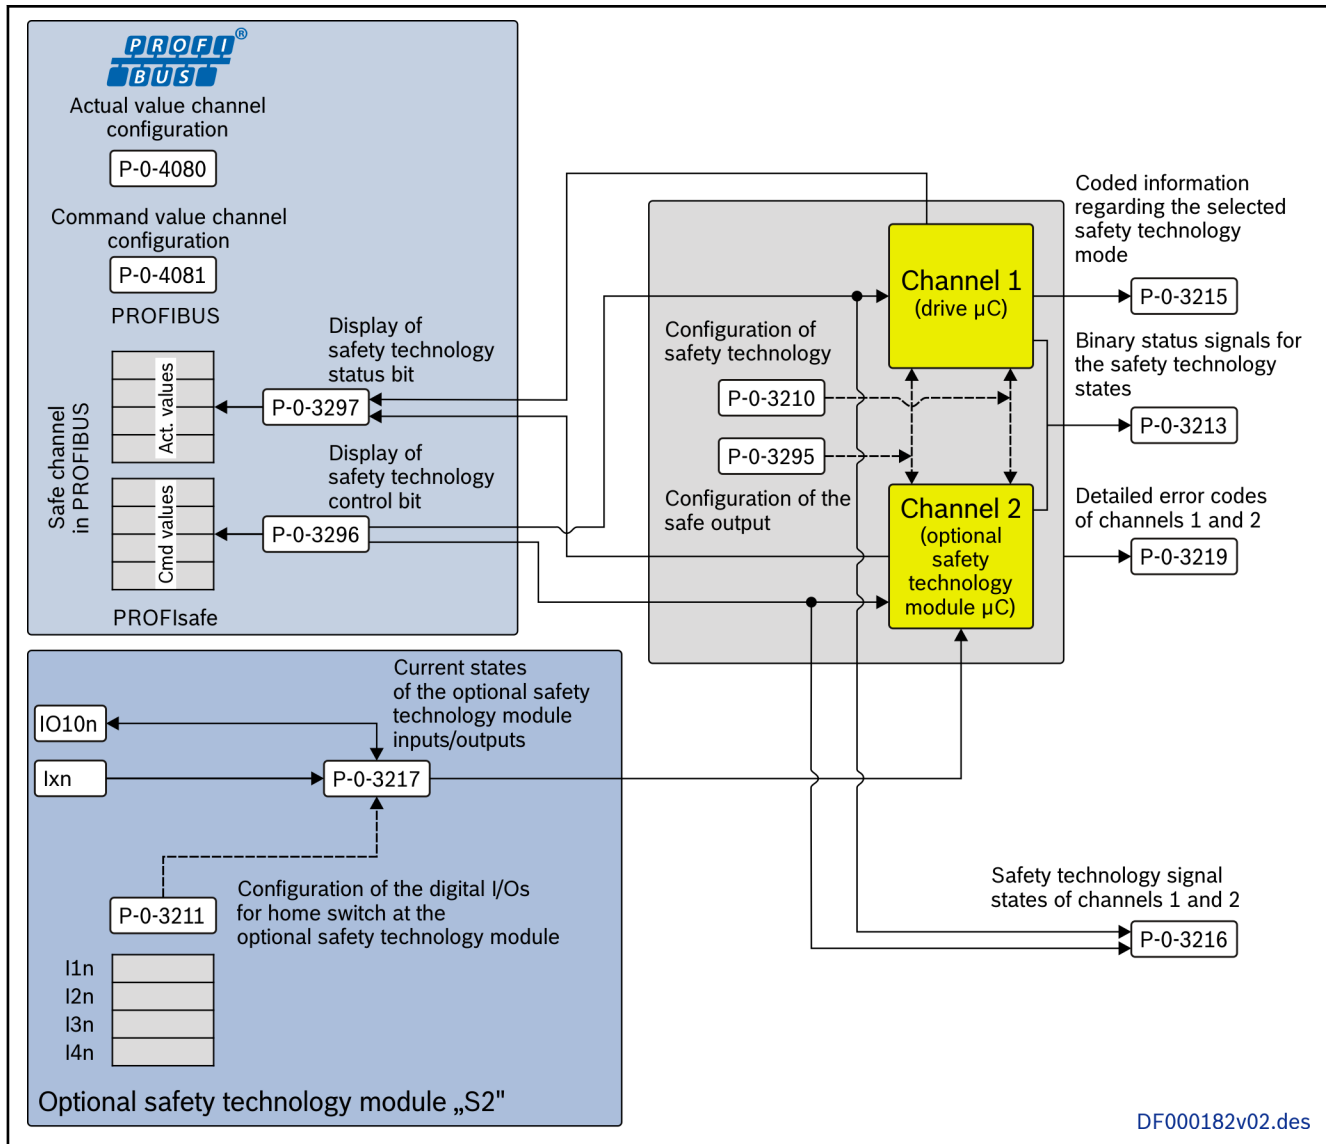 PROFI®
BUS
Actual value channel
configuration
P-0-4080
Command value channel
configuration
P-0-4081
PROFIBUS
Display of
safety technology
status bit
Act. values
P-0-3297
Safe channel
in PROFIBUS
Display of
safety technology
control bit
Cmd values
P-0-3296
PROFIsafe
Channel 1
(drive µC)
Configuration of
safety technology
P-0-3210
P-0-3295
Configuration of the
safe output
Channel 2
(optional
safety
technology
module µC)
Coded information
regarding the selected
safety technology
mode
P-0-3215
Binary status signals for
the safety technology
states
P-0-3213
Detailed error codes
of channels 1 and 2
P-0-3219
Current states
of the optional safety
technology module
inputs/outputs
IO10n
Ixn
P-0-3217
P-0-3211
Configuration of the digital I/Os
for home switch at the
optional safety technology module
I1n
I2n
I3n
I4n
Optional safety technology module „S2"
Safety technology signal
states of channels 1 and 2
P-0-3216
DF000182v02.des